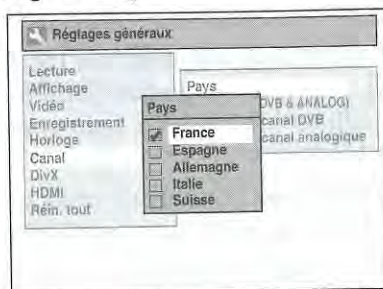 Réglages généraux
Lecture
Affichage
Vidéo
Enregistrement
Horloge
Canal
DivX
HDMI
Réin. tout
Pays
DVB & ANALOG)
canal DVB
canal analogique
Pays
France
Espagne
Allemagne
Italie
Suisse